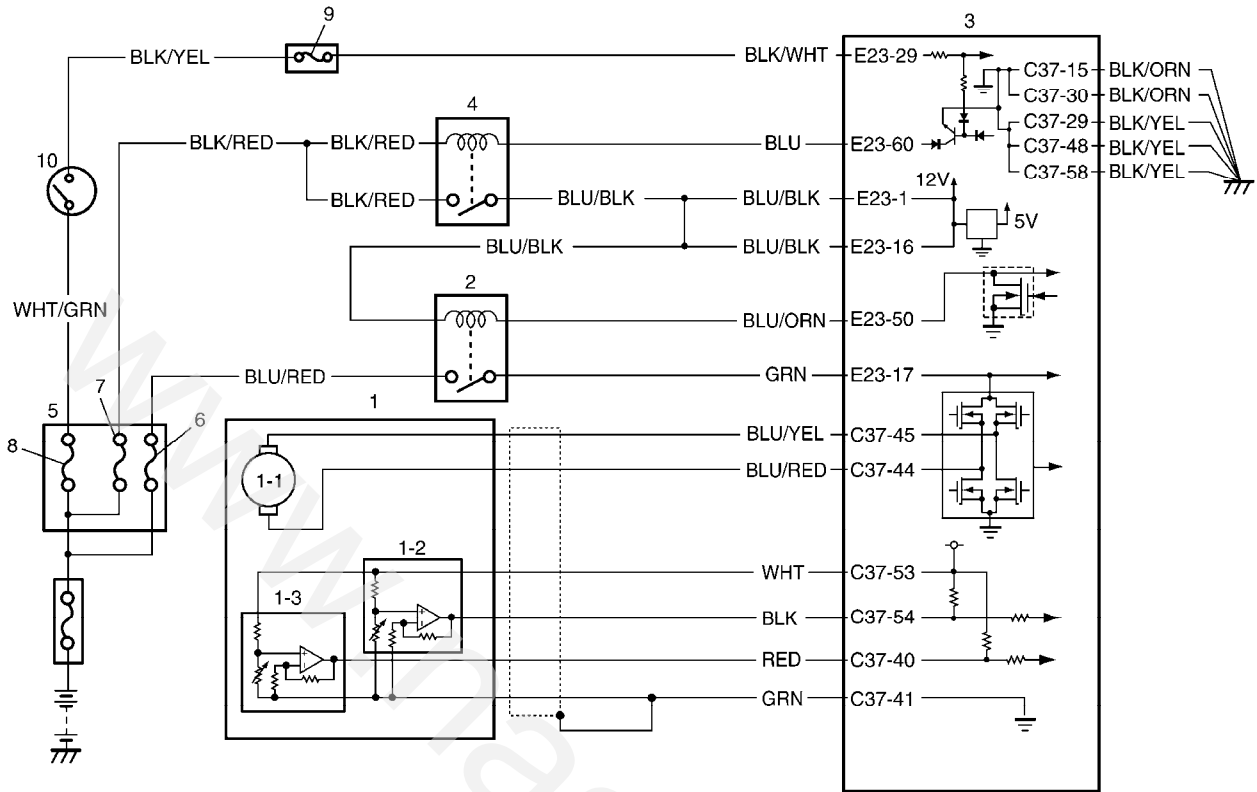 9
3
BLK/YEL
BLK/WHT
E23-29
C37-15
BLK/ORN
C37-30
BLK/ORN
4
C37-29
BLK/YEL
BLK/RED
BLK/RED
BLU
E23-60
C37-48
BLK/YEL
10
C37-58
BLK/YEL
12V
BLK/RED
BLU/BLK
BLU/BLK
E23-1
5V
BLU/BLK
BLU/BLK
E23-16
2
WHT/GRN
BLU/ORN
E23-50
BLU/RED
GRN
E23-17
7
1
5
6
8
BLU/YEL
C37-45
1-1
BLU/RED
C37-44
1-2
WHT
C37-53
1-3
BLK
C37-54
RED
C37-40
GRN
C37-41